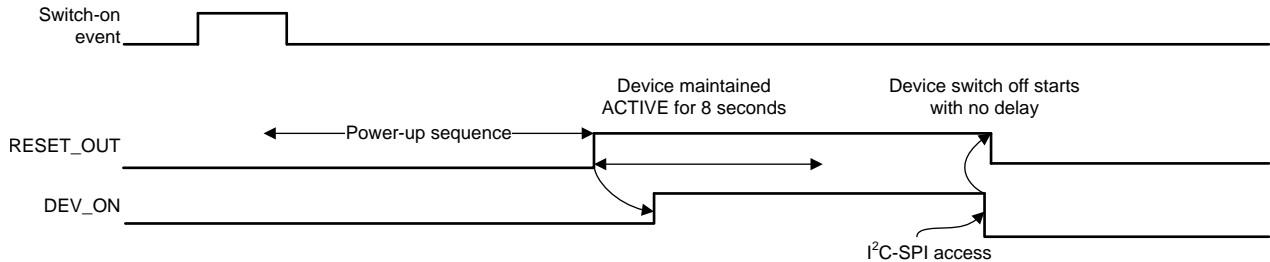 Switch-on
event
Device maintained
ACTIVE for 8 seconds
Device switch off starts
with no delay
Power-up sequence
RESET_OUT
DEV_ON
I²C-SPI access